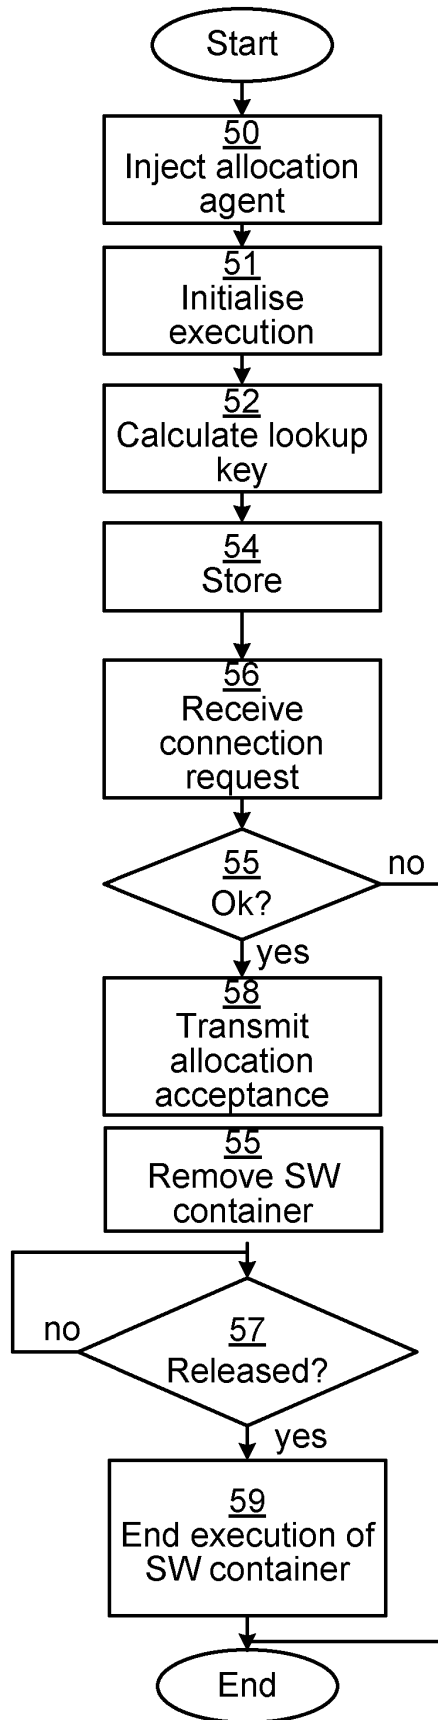 Start
50
Inject allocation
agent
51
Initialise
execution
52
Calculate lookup
key
54
Store
56
Receive
connection
request
55
Ok?
no
yes
58
Transmit
allocation
acceptance
55
Remove SW
container
no
57
Released?
yes
59
End execution of
SW container
End